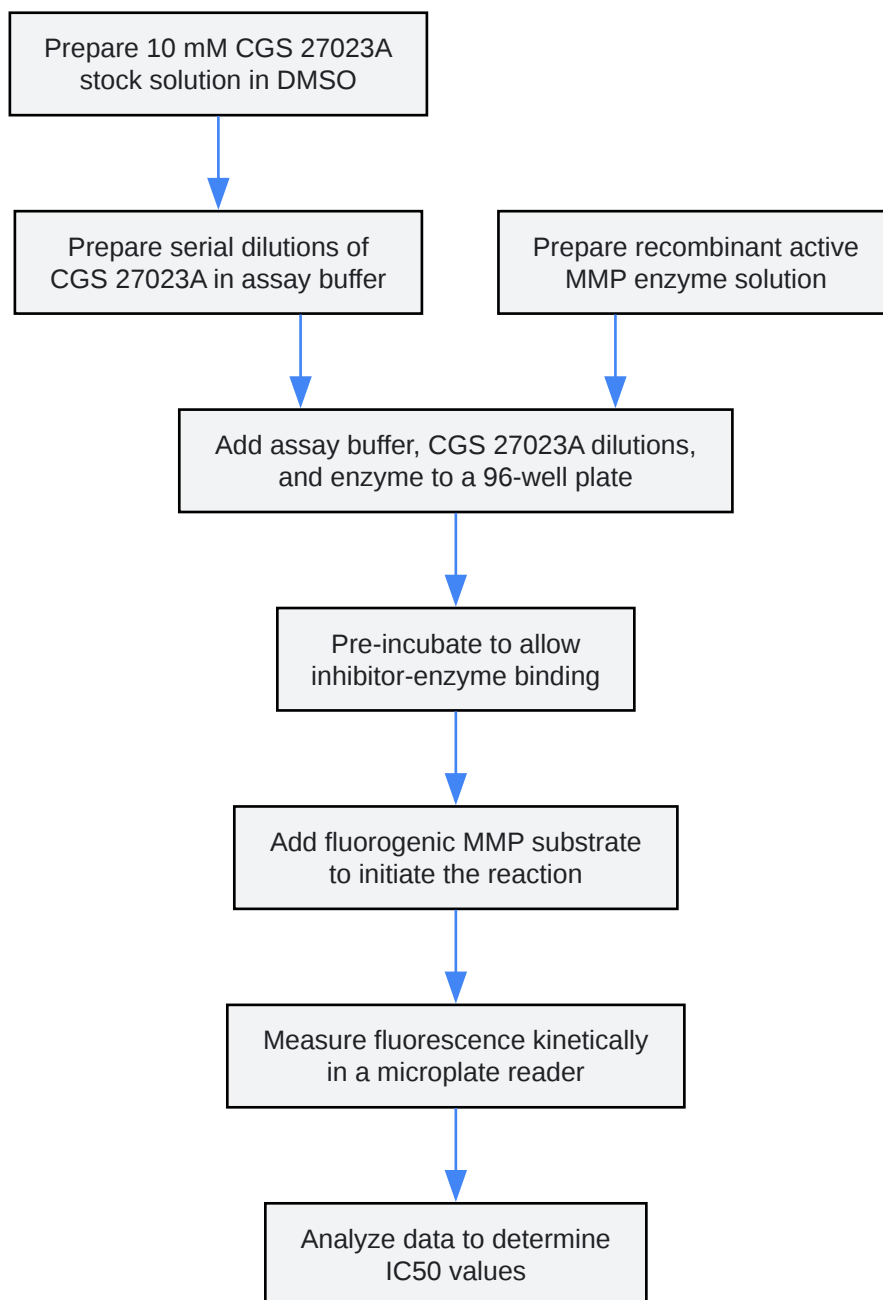 Prepare 10 mM CGS 27023A
stock solution in DMSO
Prepare serial dilutions of
CGS 27023A in assay buffer
Prepare recombinant active
MMP enzyme solution
Add assay buffer, CGS 27023A dilutions,
and enzyme to a 96-well plate
Pre-incubate to allow
inhibitor-enzyme binding
Add fluorogenic MMP substrate
to initiate the reaction
Measure fluorescence kinetically
in a microplate reader
Analyze data to determine
IC50 values